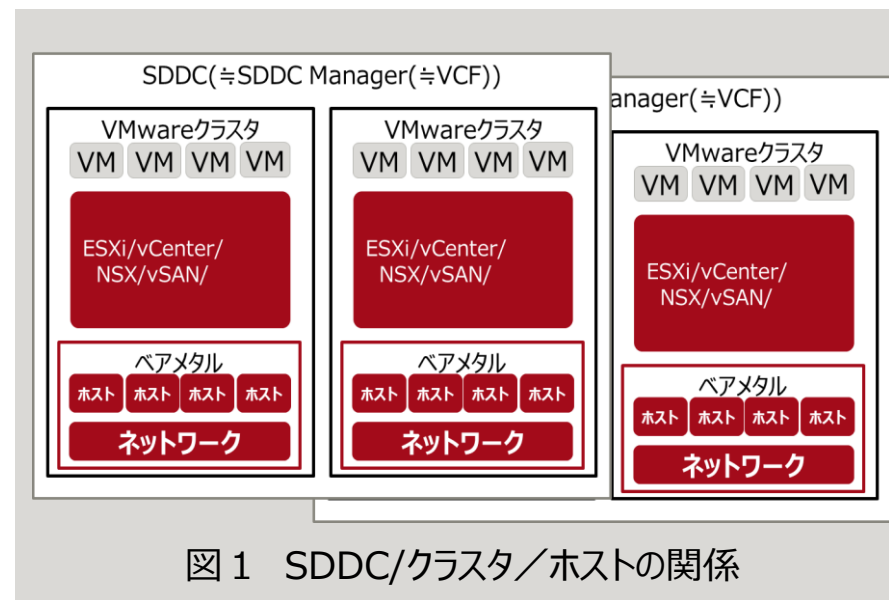 SDDC(≒SDDC Manager(≒VCF))
VMwareクラスタ
VM VM VM VM
ESXi/vCenter/
NSX/vSAN/
ベアメタル
ホスト ホスト ホスト ホスト
ネットワーク
VMwareクラスタ
VM VM VM VM
ESXi/vCenter/
NSX/vSAN/
ベアメタル
ホスト ホスト ホスト ホスト
ネットワーク
anager(≒VCF))
VMwareクラスタ
VM VM VM VM
ESXi/vCenter/
NSX/vSAN/
ベアメタル
ホスト ホスト ホスト ホスト
ネットワーク
図1 SDDC/クラスタ／ホストの関係